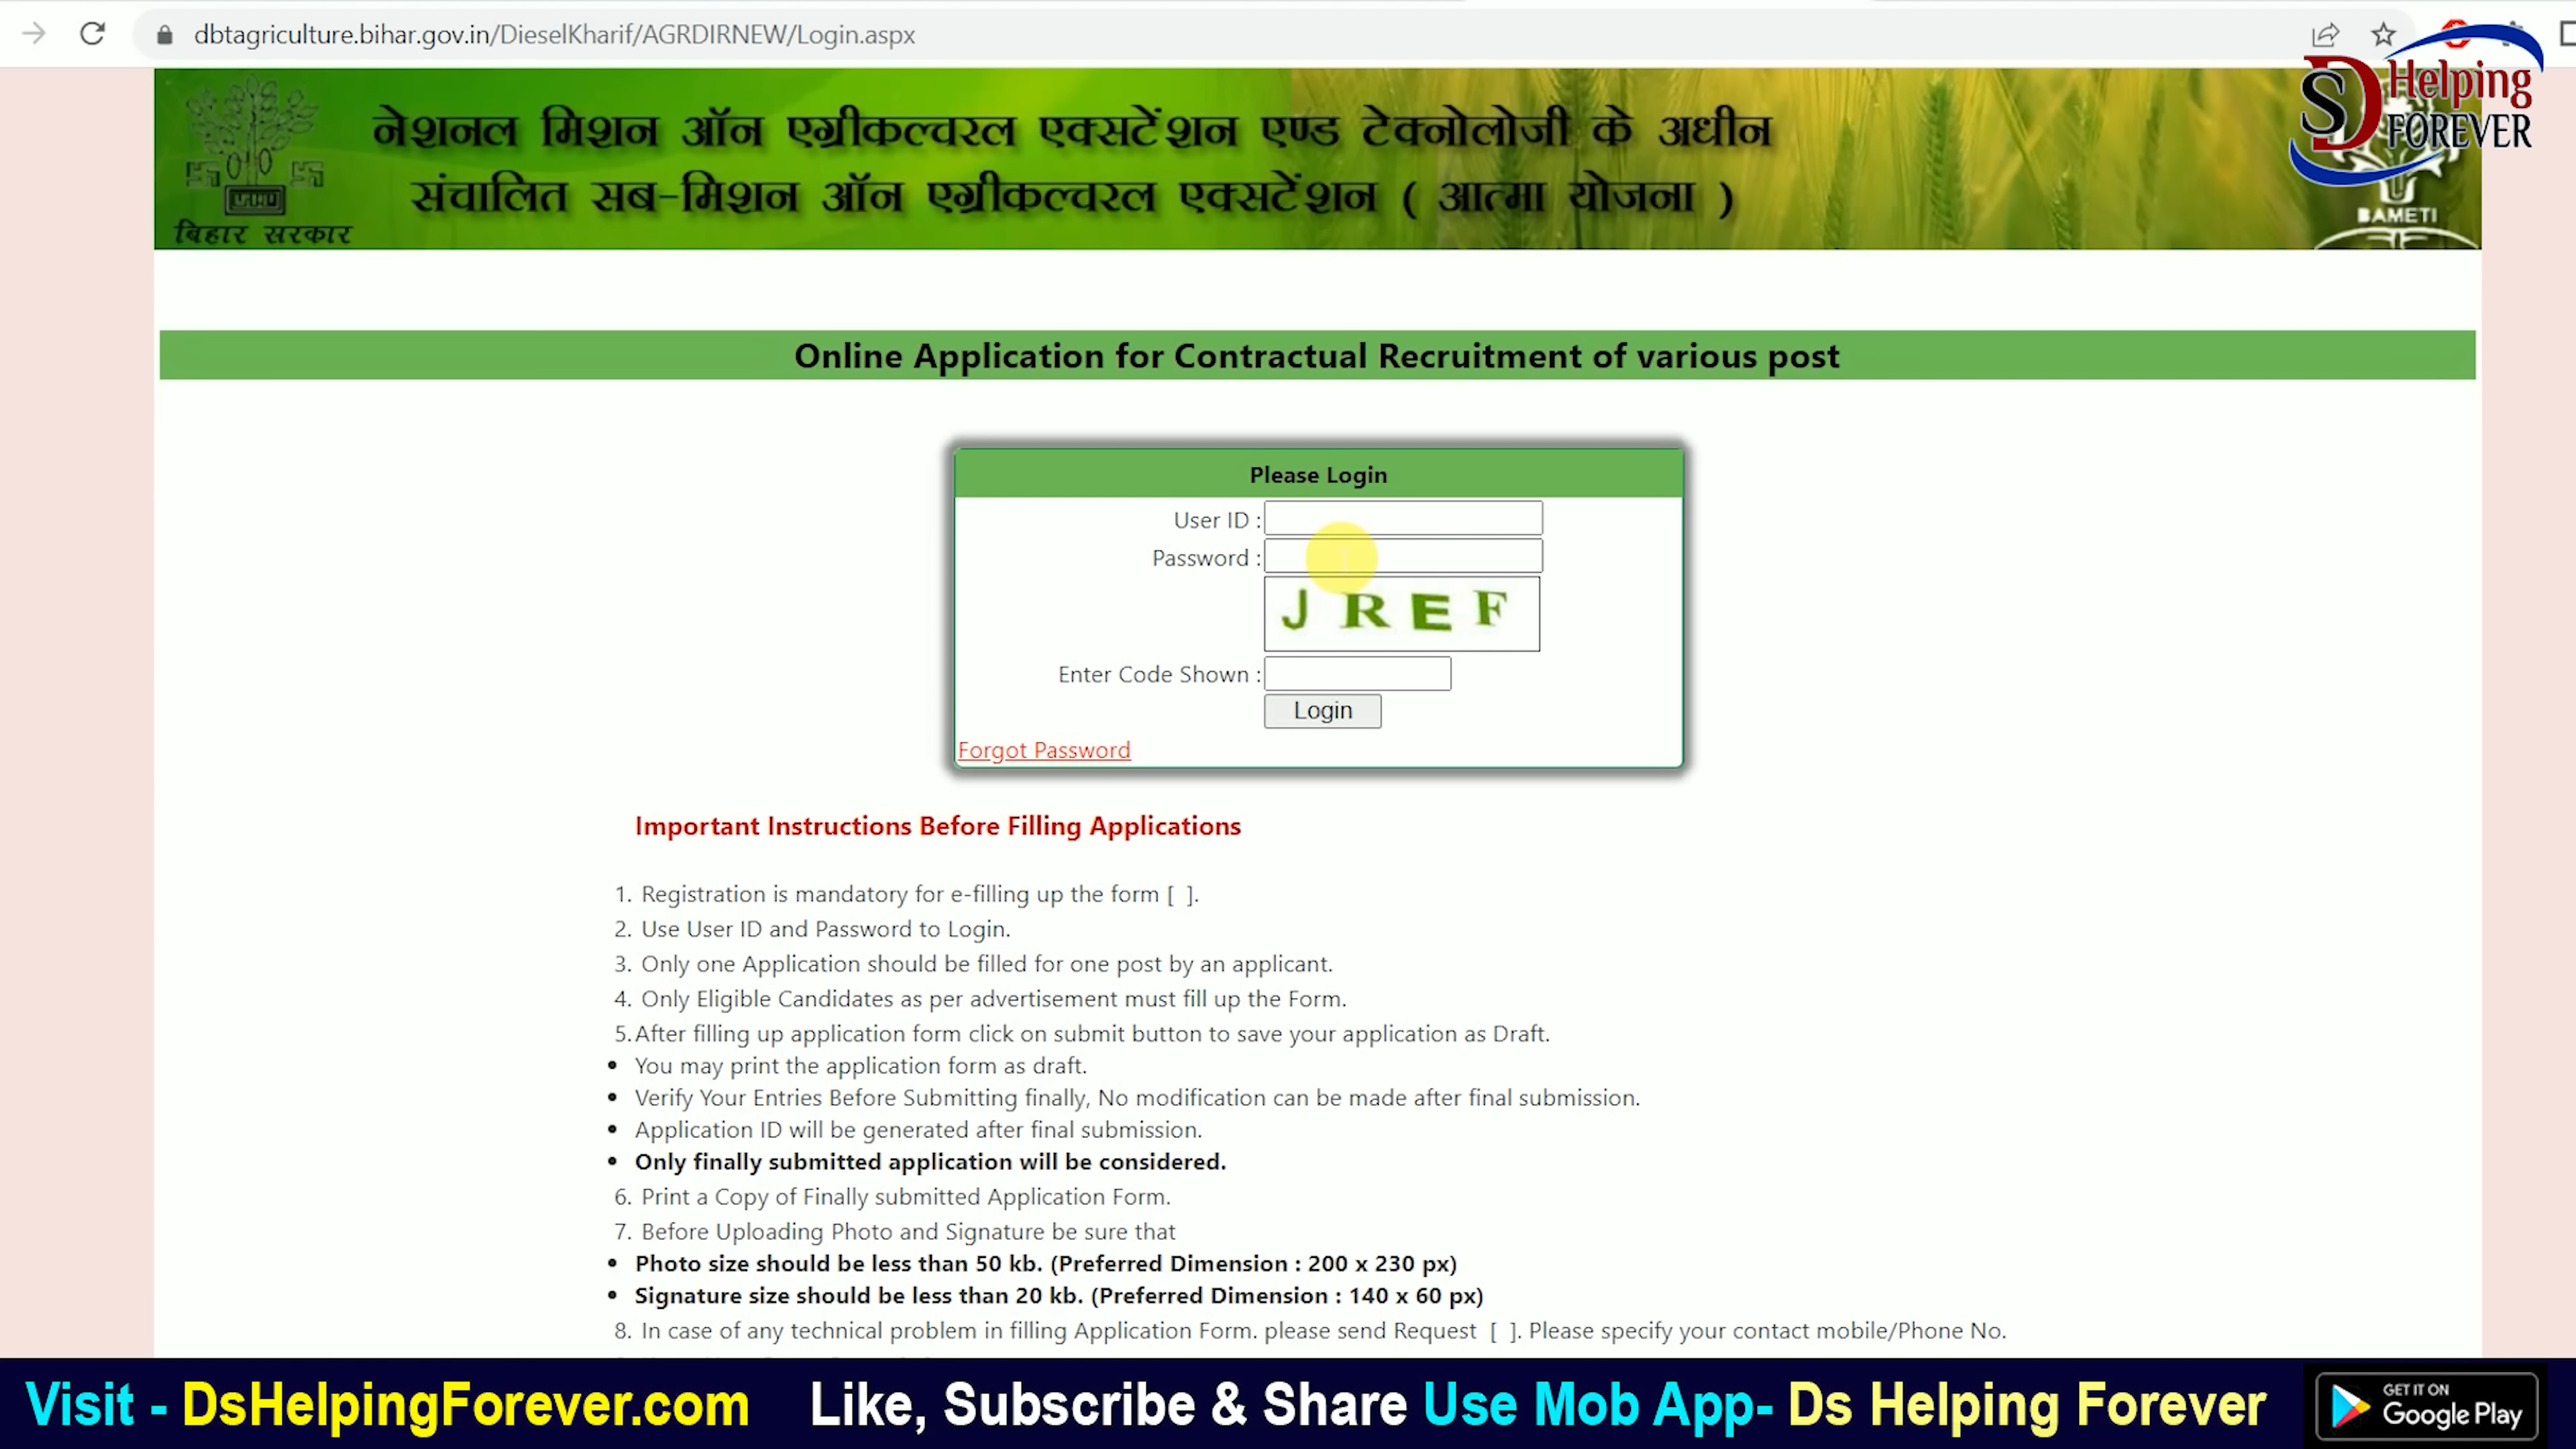 dbtagriculture.bihar.gov.in/DieselKharif/AGRDIRNEW/Login.aspx
SD Helping
FOREVER
नेशनल मिशन ऑन एग्रीकल्चरल एक्सटेंशन एण्ड टेक्नोलोजी के अधीन
संचालित सब-मिशन ऑन एग्रीकल्चरल एक्सटेंशन ( आत्मा योजना )
बिहार सरकार
BAMETI
Online Application for Contractual Recruitment of various post
Please Login
User ID :
Password :
J R E F
Enter Code Shown :
Login
Forgot Password
Important Instructions Before Filling Applications
1. Registration is mandatory for e-filling up the form [ ].
2. Use User ID and Password to Login.
3. Only one Application should be filled for one post by an applicant.
4. Only Eligible Candidates as per advertisement must fill up the Form.
5. After filling up application form click on submit button to save your application as Draft.
• You may print the application form as draft.
• Verify Your Entries Before Submitting finally, No modification can be made after final submission.
• Application ID will be generated after final submission.
• Only finally submitted application will be considered.
6. Print a Copy of Finally submitted Application Form.
7. Before Uploading Photo and Signature be sure that
• Photo size should be less than 50 kb. (Preferred Dimension : 200 x 230 px)
• Signature size should be less than 20 kb. (Preferred Dimension : 140 x 60 px)
8. In case of any technical problem in filling Application Form. please send Request [ ]. Please specify your contact mobile/Phone No.
Visit - DsHelpingForever.com Like, Subscribe & Share Use Mob App- Ds Helping Forever
GET IT ON
Google Play